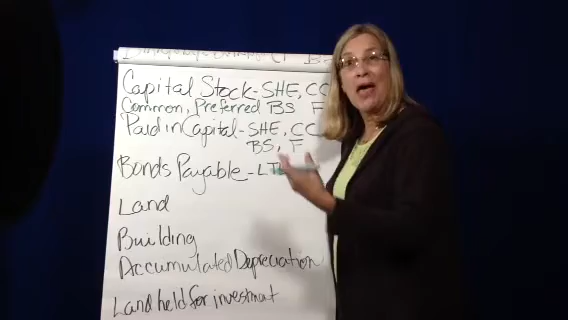 Capital Stock-SHE, CC
Common, Preferred BS F
Paid in Capital-SHE, CC
BS, F
Bonds Payable-LT
Land
Building
Accumulated Depreciation
Land held for investmat